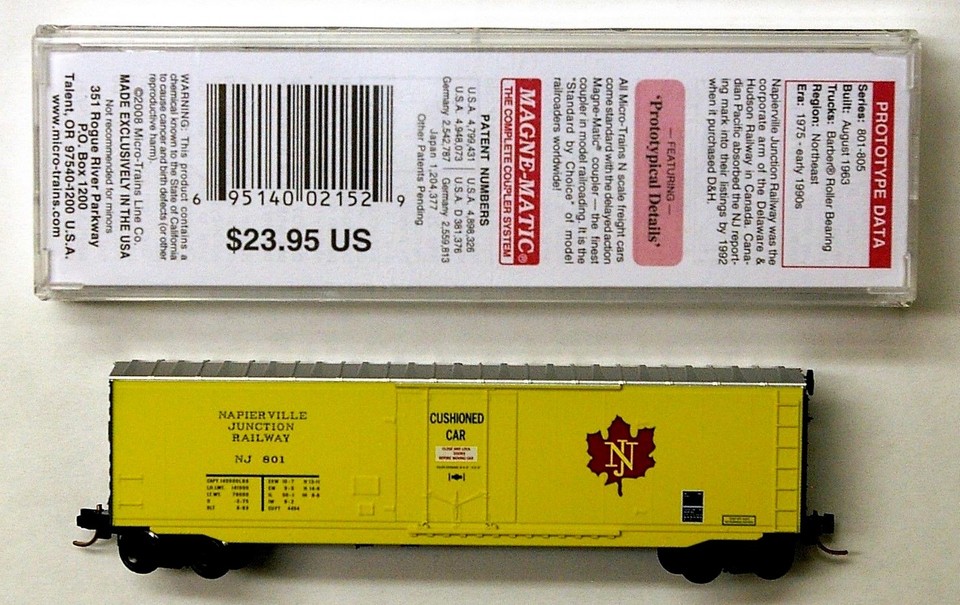 PROTOTYPE DATA
Series: 801-805
Built: August 1963
Trucks: Barber® Roller Bearing
Region: Northeast
Era: 1975 - early 1990s
Napierville Junction Railway was the
corporate arm of the Delaware &
Hudson Railway in Canada. Cana-
dian Pacific absorbed the NJ report-
ing mark into their listings by 1992
when it purchased D&H.
— FEATURING —
'Prototypical Details'
All Micro-Trains N scale freight cars
come standard with the delayed action
Magne-Matic® coupler — the finest
coupler in model railroading. It is the
"Standard by Choice" of model
railroaders worldwide!
MAGNE-MATIC®
THE COMPLETE COUPLER SYSTEM
PATENT NUMBERS
U.S.A. 4,799,431 U.S.A. 4,898,326
U.S.A. 4,948,073 U.S.A. D 381,376
Germany 2,542,787 Germany 2,559,813
Japan 1,204,377
Other Patents Pending
6 95140 02152 9
$23.95 US
WARNING: This product contains a
chemical known to the State of California
to cause cancer and birth defects (or other
reproductive harm).
©2008 Micro-Trains Line Co.
MADE EXCLUSIVELY IN THE USA
Not recommended for minors
351 Rogue River Parkway
P.O. Box 1200
Talent, OR 97540-1200 U.S.A.
www.micro-trains.com
NAPIERVILLE
JUNCTION
RAILWAY
NJ 801
CUSHIONED
CAR
NJ